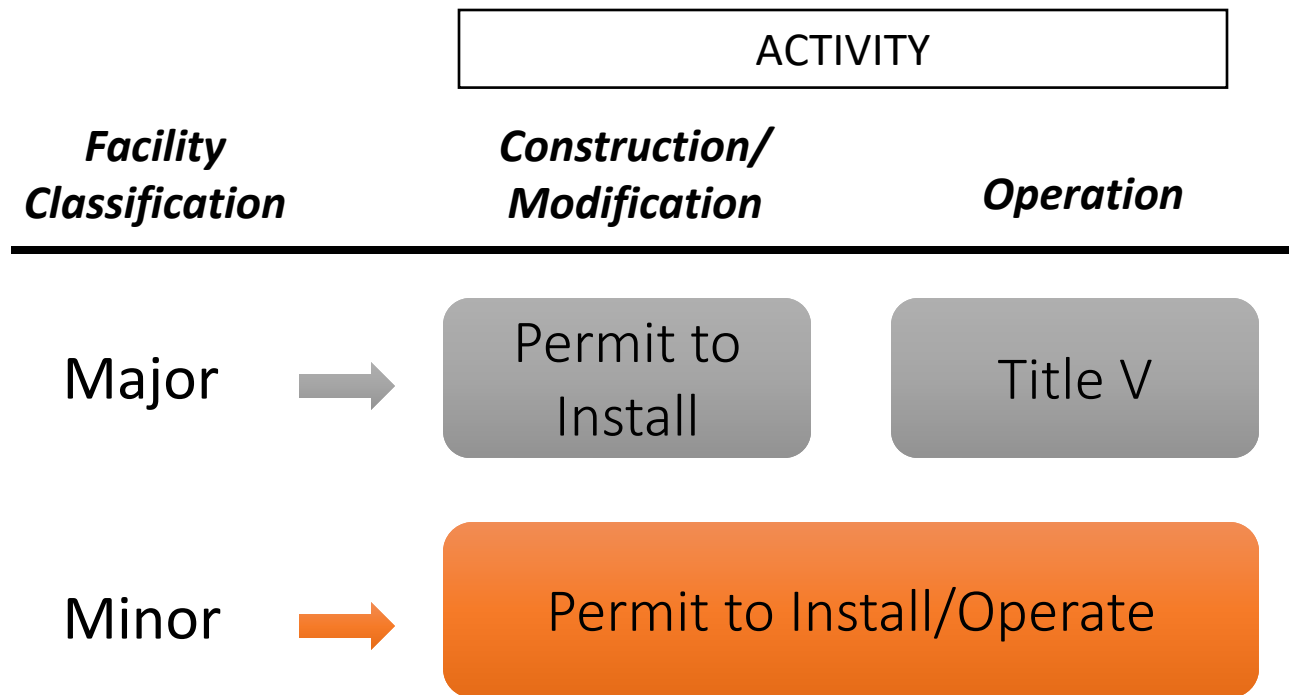 ACTIVITY
Facility
Classification
Construction/
Modification
Operation
Major
Permit to
Install
Title V
Minor
Permit to Install/Operate